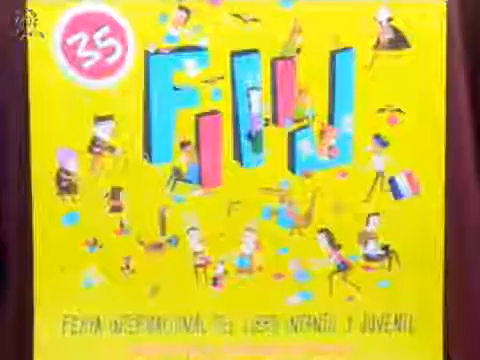 35
FILIJ
FERIA INTERNACIONAL DEL LIBRO INFANTIL Y JUVENIL